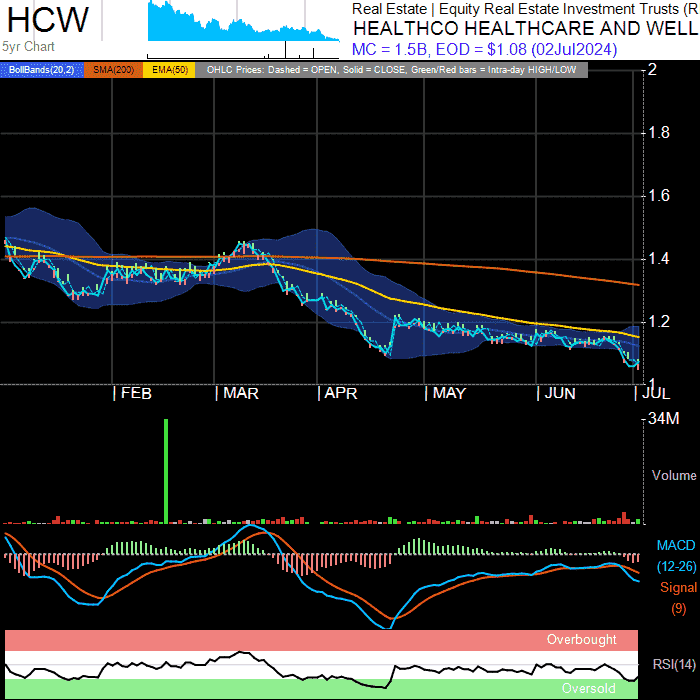 HCW
5yr Chart
Real Estate | Equity Real Estate Investment Trusts (R
HEALTHCO HEALTHCARE AND WELL
MC = 1.5B, EOD = $1.08 (02Jul2024)
BollBands(20,2) SMA(200) EMA(50) OHLC Prices: Dashed = OPEN, Solid = CLOSE, Green/Red bars = Intra-day HIGH/LOW
2
1.8
1.6
1.4
1.2
1
FEB MAR APR MAY JUN JUL
34M
Volume
MACD
(12-26)
Signal
(9)
Overbought
RSI(14)
Oversold